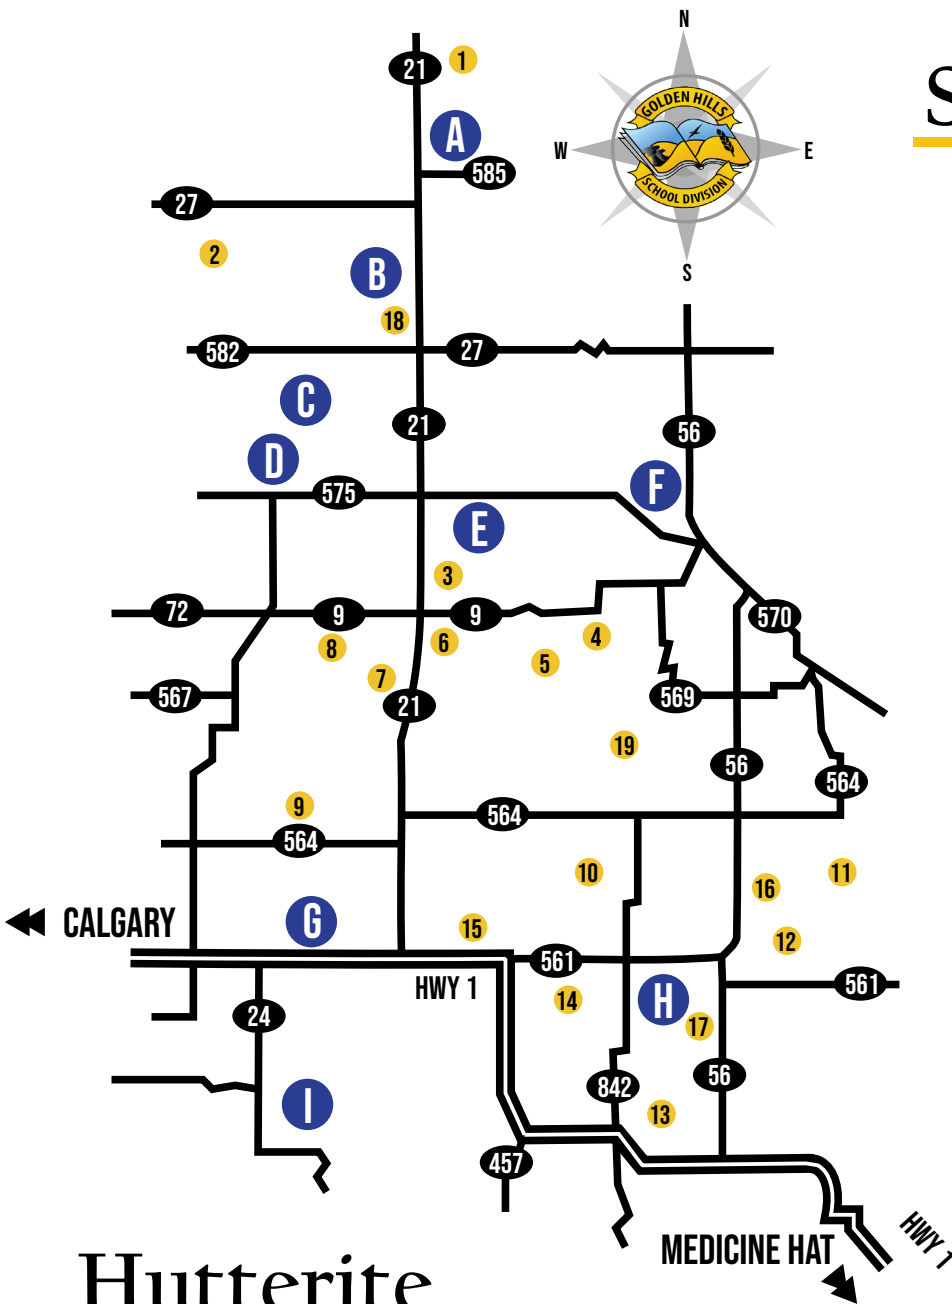 N
21
1
S
GOLDEN HILLS
A
W
E
585
SCHOOL DIVISION
27
2
B
S
18
582
27
C
21
56
D
575
F
E
3
72
9
9
570
4
6
8
5
7
567
569
21
19
56
564
9
564
564
10
11
16
CALGARY
G
15
12
561
HWY 1
561
14
H
24
17
56
842
I
13
457
HWY 1
MEDICINE HAT
Hutterite